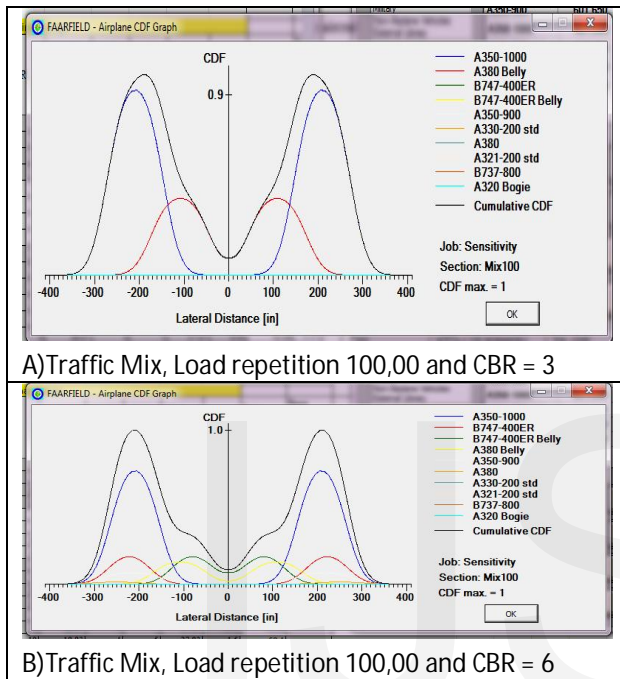 FAARFIELD - Airplane CDF Graph
CDF
0.9
A350-1000
A380 Belly
B747-400ER
B747-400ER Belly
A350-900
A330-200 std
A380
A321-200 std
B737-800
A320 Bogie
Cumulative CDF
Job: Sensitivity
Section: Mix100
CDF max. = 1
OK
-400 -300 -200 -100 0 100 200 300 400
Lateral Distance [in]
A)Traffic Mix, Load repetition 100,00 and CBR = 3
FAARFIELD - Airplane CDF Graph
CDF
1.0
A350-1000
B747-400ER
B747-400ER Belly
A380 Belly
A350-900
A380
A330-200 std
A321-200 std
B737-800
A320 Bogie
Cumulative CDF
Job: Sensitivity
Section: Mix100
CDF max. = 1
OK
-400 -300 -200 -100 0 100 200 300 400
Lateral Distance [in]
B)Traffic Mix, Load repetition 100,00 and CBR = 6